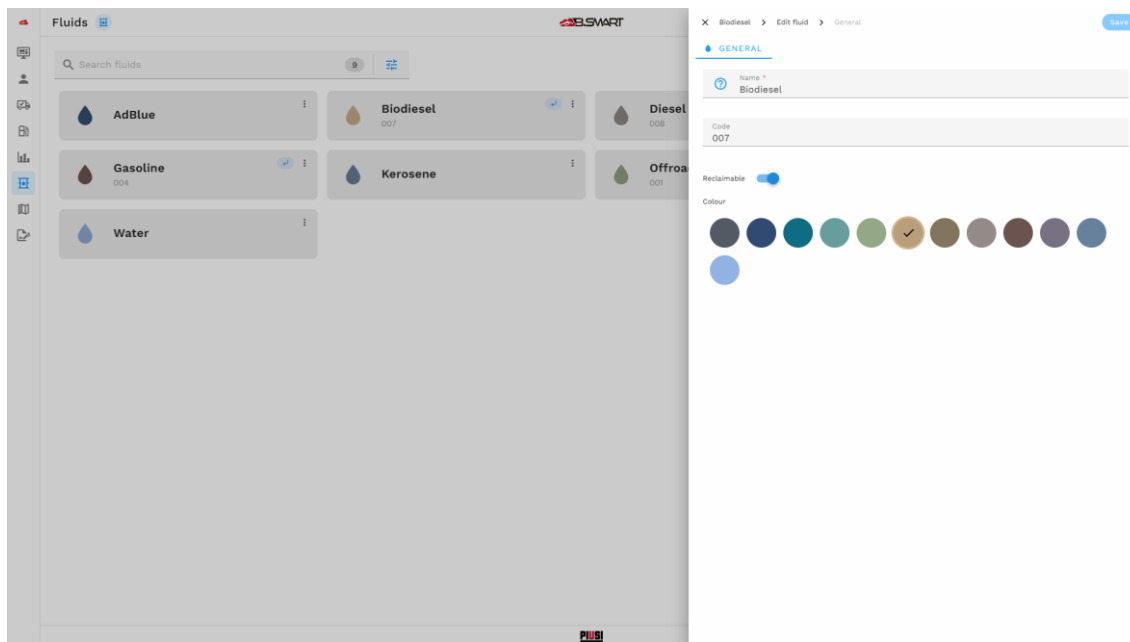 Fluids
B.SMART
Search fluids
9
AdBlue
Biodiesel
007
Diesel
008
Gasoline
004
Kerosene
Offroa
001
Water
PIUSI
Biodiesel > Edit fluid > General
Save
GENERAL
Name *
Biodiesel
Code
007
Reclaimable
Colour